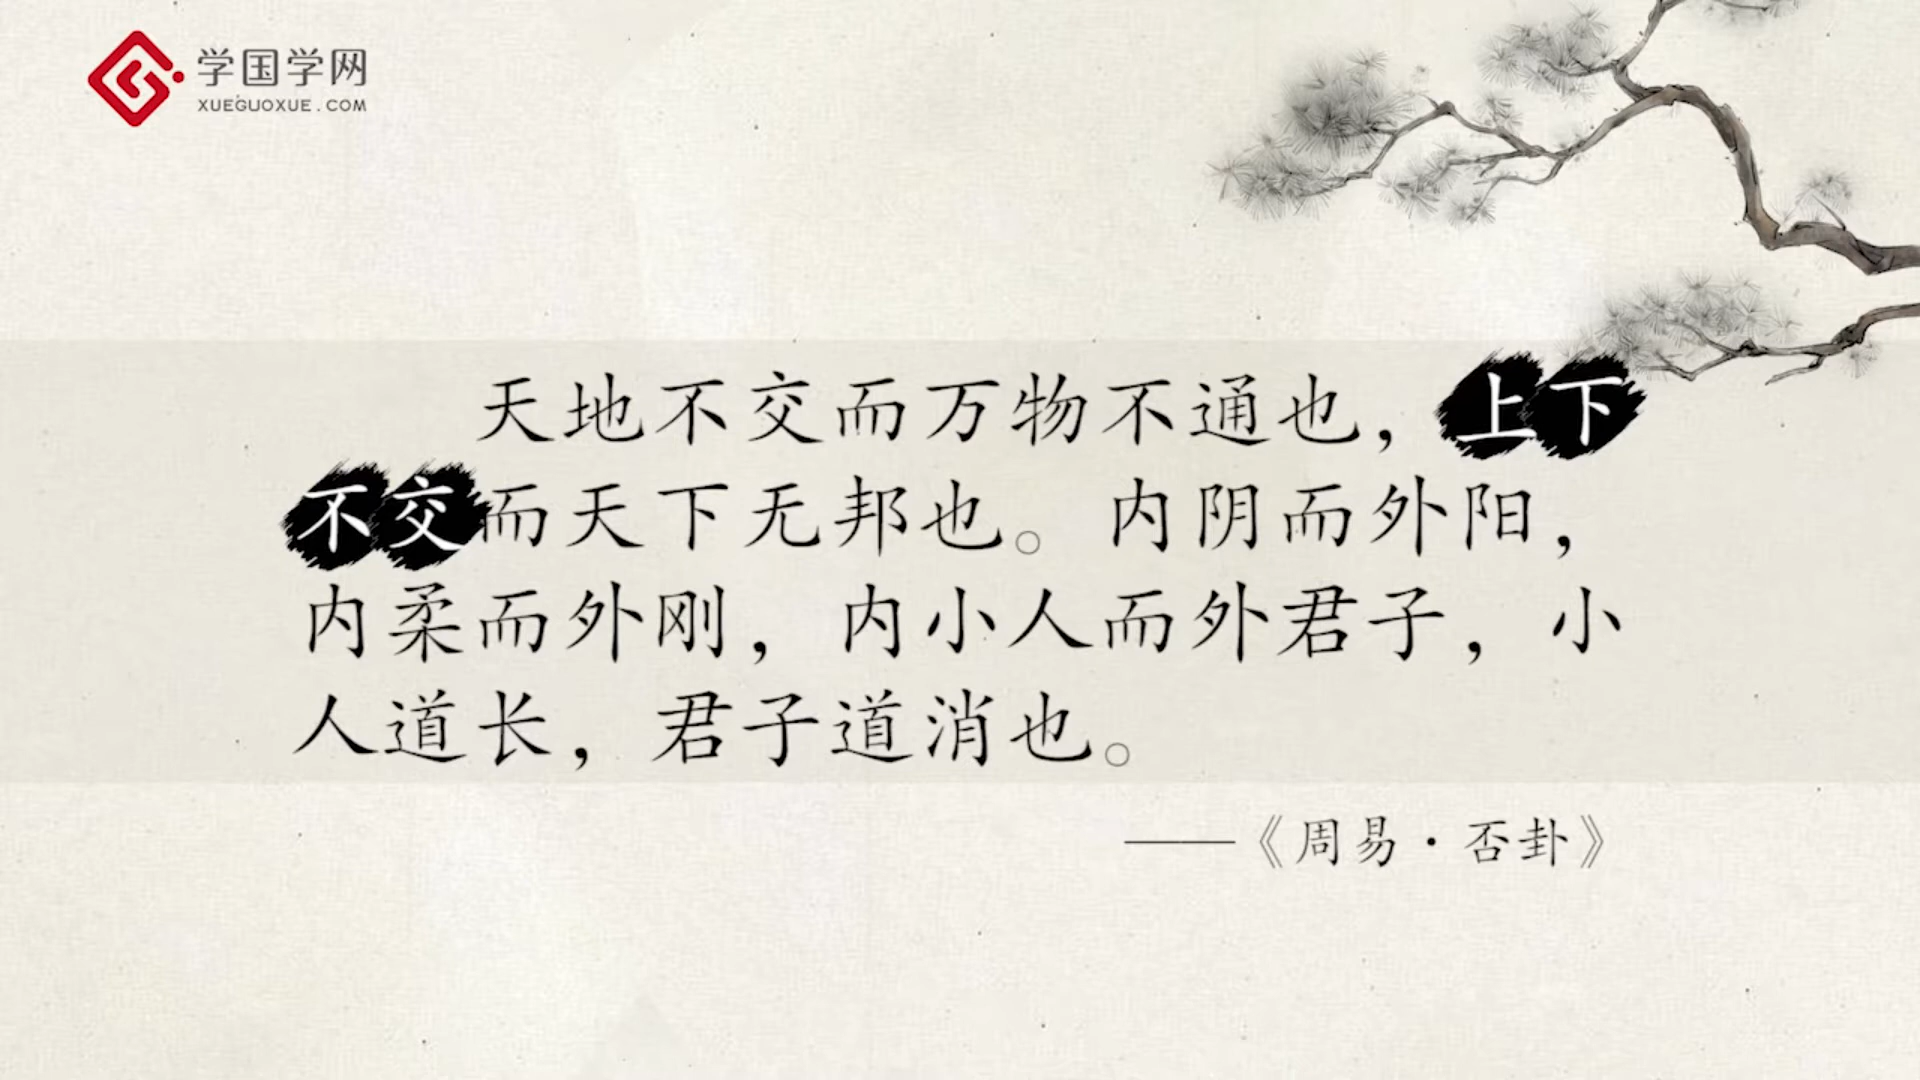 学国学网
XUEGUOXUE.COM
天地不交而万物不通也，上下
不交而天下无邦也。内阴而外阳，
内柔而外刚，内小人而外君子，小
人道长，君子道消也。
——《周易·否卦》